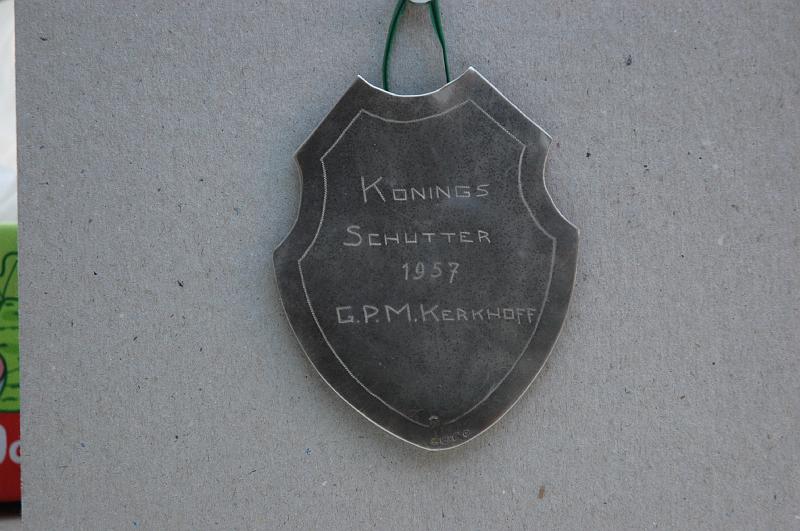 Konings
Schutter
1957
G.P.M. Kerkhoff